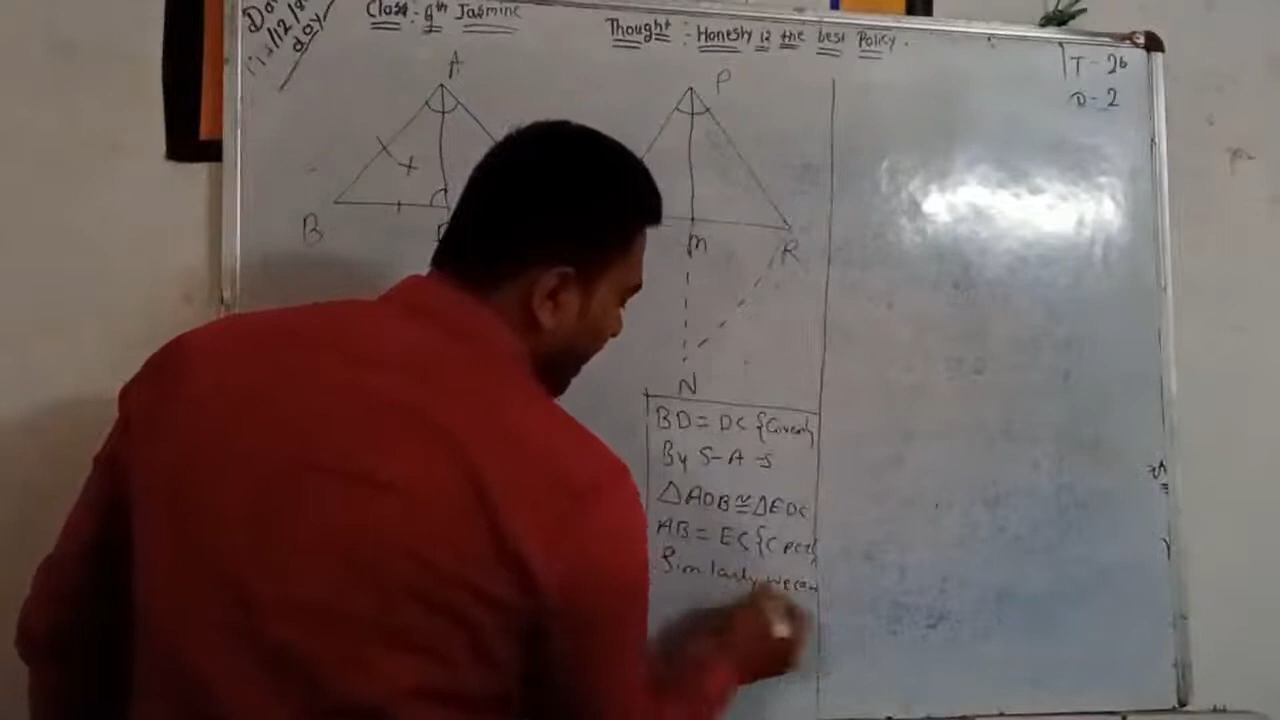 Class:- 9th Jasmine
Thought :- Honesty is the best Policy.
T - 26
D - 2
A
B
P
M
R
N
BD = DC {Given}
By S-A-S
△ADB ≅ △EDC
AB = EC {CPCT}
Similarly we can